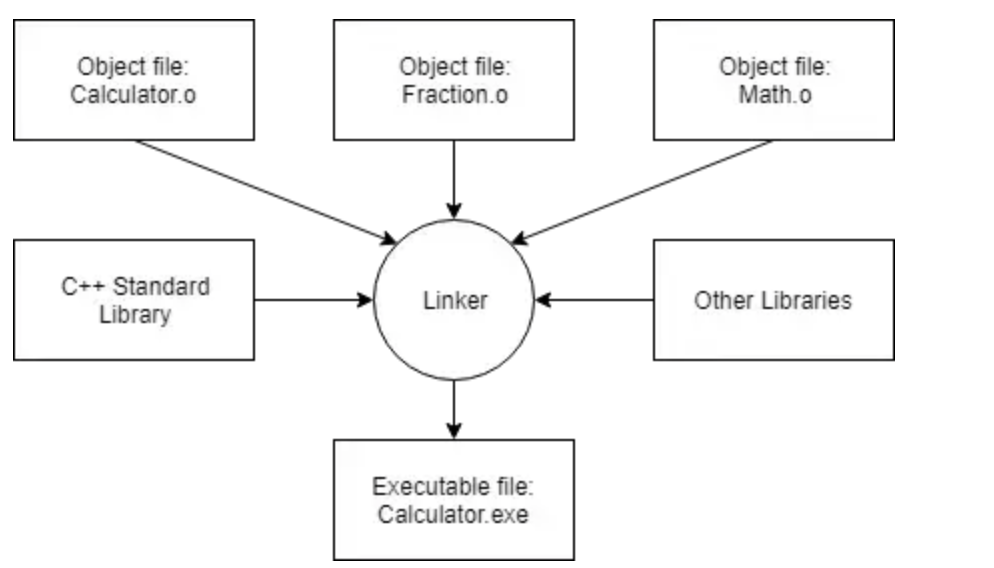 Object file:
Calculator.o
Object file:
Fraction.o
Object file:
Math.o
C++ Standard
Library
Linker
Other Libraries
Executable file:
Calculator.exe